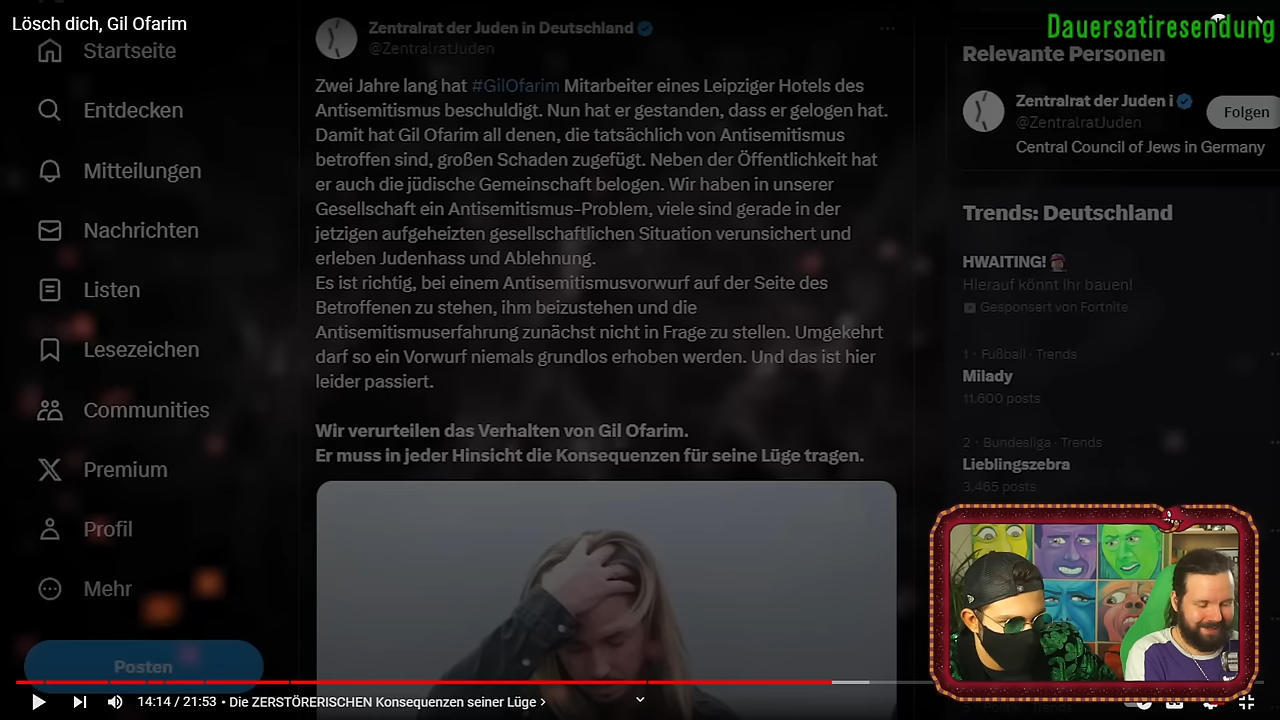 Lösch dich, Gil Ofarim
Dauersatiresendung
Startseite
Entdecken
Mitteilungen
Nachrichten
Listen
Lesezeichen
Communities
Premium
Profil
Mehr
Posten
Zentralrat der Juden in Deutschland
@ZentralratJuden
Zwei Jahre lang hat #GilOfarim Mitarbeiter eines Leipziger Hotels des
Antisemitismus beschuldigt. Nun hat er gestanden, dass er gelogen hat.
Damit hat Gil Ofarim all denen, die tatsächlich von Antisemitismus
betroffen sind, großen Schaden zugefügt. Neben der Öffentlichkeit hat
er auch die jüdische Gemeinschaft belogen. Wir haben in unserer
Gesellschaft ein Antisemitismus-Problem, viele sind gerade in der
jetzigen aufgeheizten gesellschaftlichen Situation verunsichert und
erleben Judenhass und Ablehnung.
Es ist richtig, bei einem Antisemitismusvorwurf auf der Seite des
Betroffenen zu stehen, ihm beizustehen und die
Antisemitismuserfahrung zunächst nicht in Frage zu stellen. Umgekehrt
darf so ein Vorwurf niemals grundlos erhoben werden. Und das ist hier
leider passiert.
Wir verurteilen das Verhalten von Gil Ofarim.
Er muss in jeder Hinsicht die Konsequenzen für seine Lüge tragen.
Relevante Personen
Zentralrat der Juden i
@ZentralratJuden
Folgen
Central Council of Jews in Germany
Trends: Deutschland
HWAITING!
Hierauf könnt ihr bauen!
Gesponsert von Fortnite
1 · Fußball · Trends
Milady
11.600 posts
2 · Bundesliga · Trends
Lieblingszebra
3.465 posts
14:14 / 21:53 • Die ZERSTÖRERISCHEN Konsequenzen seiner Lüge >